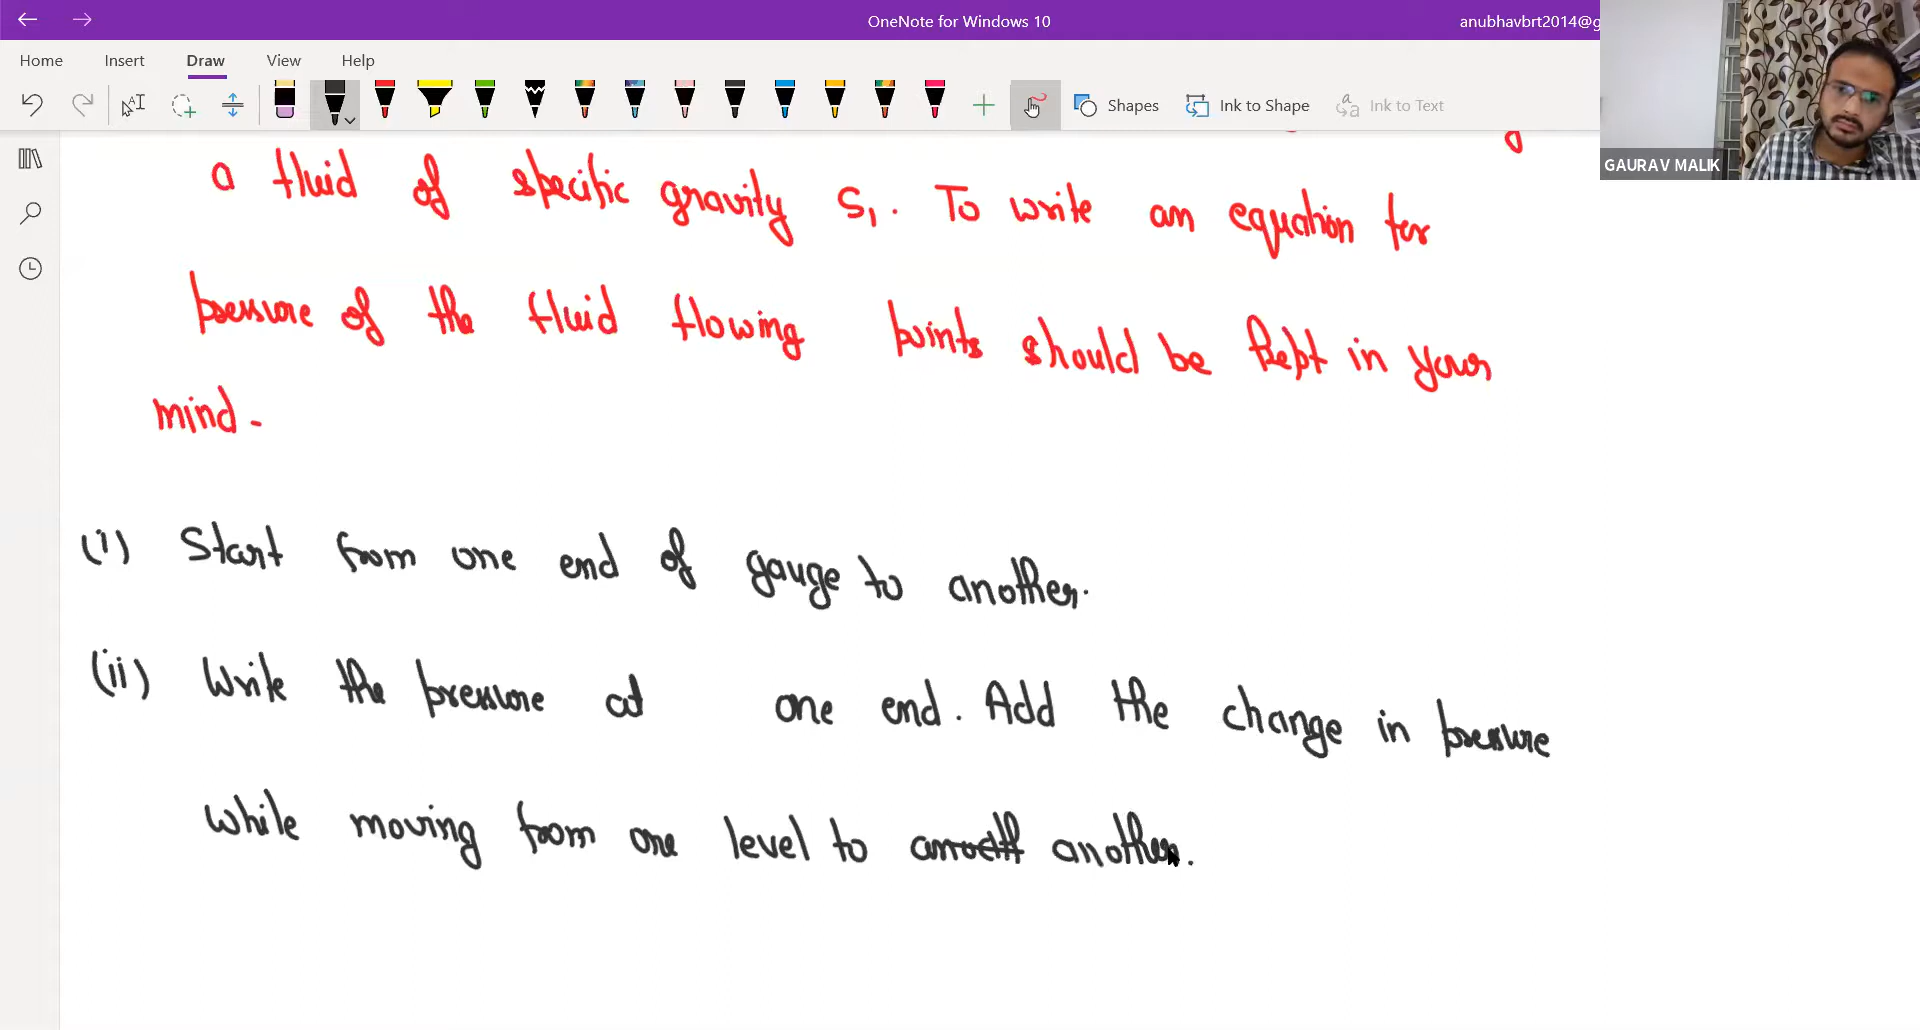 OneNote for Windows 10
anubhavbrt2014@g
Home Insert Draw View Help
Shapes Ink to Shape Ink to Text
GAURAV MALIK
a fluid of specific gravity S1. To write an equation for
pressure of the fluid flowing points should be kept in your
mind.
(i) Start from one end of gauge to another.
(ii) Write the pressure at one end. Add the change in pressure
while moving from one level to another.